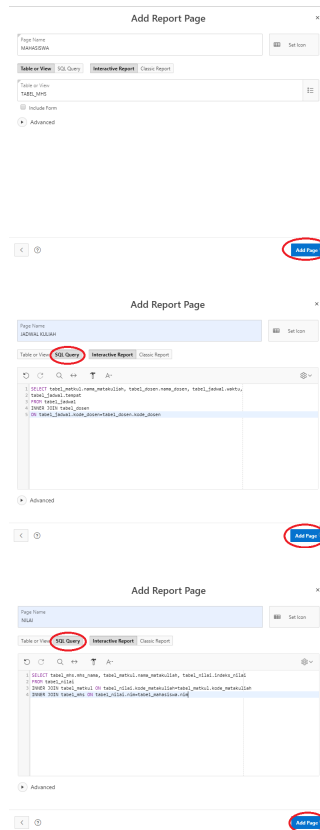 Add Report Page
×
Page Name
MAHASISWA
Set Icon
Table or View SQL Query Interactive Report Classic Report
Table or View
TABEL_MHS
Include Form
Advanced
Add Page
Add Report Page
×
Page Name
JADWAL KULIAH
Set Icon
Table or View SQL Query Interactive Report Classic Report
1 SELECT tabel_matkul.nama_matakuliah, tabel_dosen.nama_dosen, tabel_jadwal.waktu,
2 tabel_jadwal.tempat
3 FROM tabel_jadwal
4 INNER JOIN tabel_dosen
5 ON tabel_jadwal.kode_dosen=tabel_dosen.kode_dosen
Advanced
Add Page
Add Report Page
×
Page Name
NILAI
Set Icon
Table or View SQL Query Interactive Report Classic Report
1 SELECT tabel_mhs.mhs_name, tabel_matkul.nama_matakuliah, tabel_nilai.indeks_nilai
2 FROM tabel_nilai
3 INNER JOIN tabel_matkul ON tabel_nilai.kode_matakuliah=tabel_matkul.kode_matakuliah
4 INNER JOIN tabel_mhs ON tabel_nilai.nim=tabel_mahasiswa.nim
Advanced
Add Page